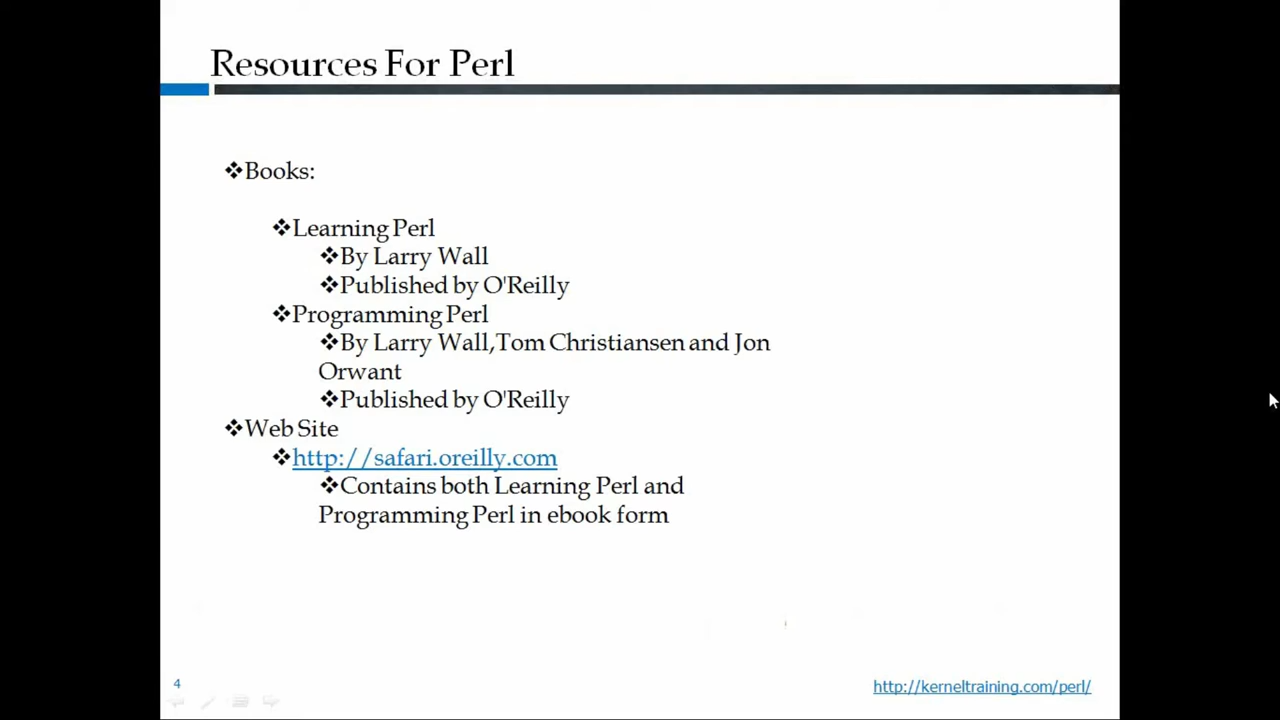 Resources For Perl
❖Books:
❖Learning Perl
❖By Larry Wall
❖Published by O'Reilly
❖Programming Perl
❖By Larry Wall,Tom Christiansen and Jon
Orwant
❖Published by O'Reilly
❖Web Site
❖http://safari.oreilly.com
❖Contains both Learning Perl and
Programming Perl in ebook form
4
http://kerneltraining.com/perl/